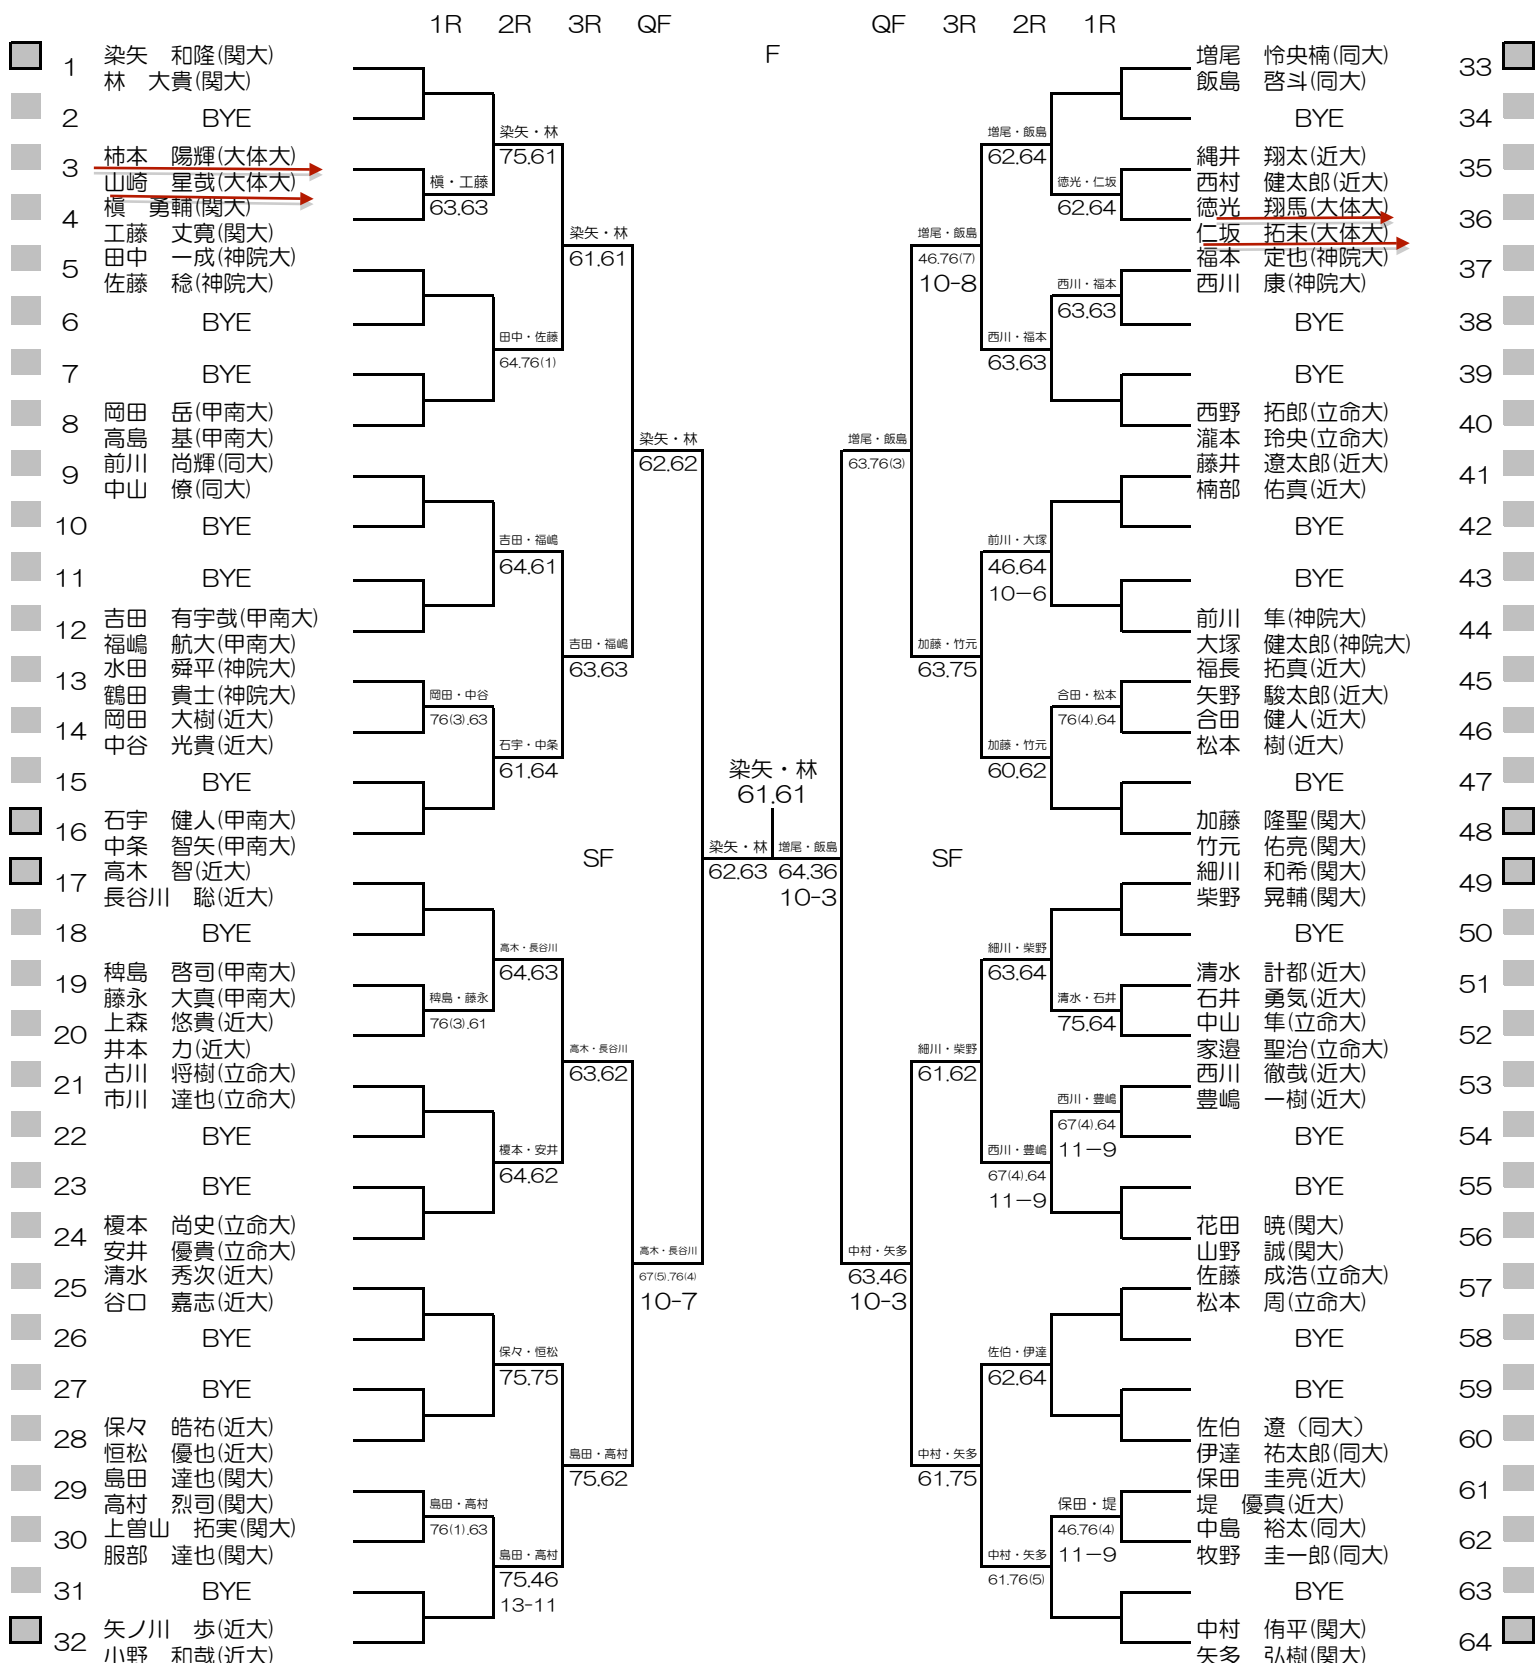 1R 2R 3R QF
QF 3R 2R 1R
F
1
染矢　和隆(関大)
林　大貴(関大)
2 BYE
3
柿本　陽輝(大体大)
山崎　星哉(大体大)
4
槇　勇輔(関大)
工藤　丈寛(関大)
5
田中　一成(神院大)
佐藤　稔(神院大)
6 BYE
7 BYE
8
岡田　岳(甲南大)
高島　基(甲南大)
9
前川　尚輝(同大)
中山　僚(同大)
10 BYE
11 BYE
12
吉田　有宇哉(甲南大)
福嶋　航大(甲南大)
13
水田　舜平(神院大)
鶴田　貴士(神院大)
14
岡田　大樹(近大)
中谷　光貴(近大)
15 BYE
16
石宇　健人(甲南大)
中条　智矢(甲南大)
17
高木　智(近大)
長谷川　聡(近大)
18 BYE
19
稗島　啓司(甲南大)
藤永　大真(甲南大)
20
上森　悠貴(近大)
井本　力(近大)
21
古川　将樹(立命大)
市川　達也(立命大)
22 BYE
23 BYE
24
榎本　尚史(立命大)
安井　優貴(立命大)
25
清水　秀次(近大)
谷口　嘉志(近大)
26 BYE
27 BYE
28
保々　皓祐(近大)
恒松　優也(近大)
29
島田　達也(関大)
高村　烈司(関大)
30
上曽山　拓実(関大)
服部　達也(関大)
31 BYE
32
矢ノ川　歩(近大)
小野　和哉(近大)
槇・工藤
63.63
岡田・中谷
76(3).63
稗島・藤永
76(3).61
島田・高村
76(1).63
染矢・林
75.61
田中・佐藤
64.76(1)
吉田・福嶋
64.61
石宇・中条
61.64
高木・長谷川
64.63
榎本・安井
64.62
保々・恒松
75.75
島田・高村
75.46
13-11
染矢・林
61.61
吉田・福嶋
63.63
高木・長谷川
63.62
島田・高村
75.62
染矢・林
62.62
高木・長谷川
67(5).76(4)
10-7
SF
染矢・林
62.63
染矢・林
61.61
増尾・飯島
64.36
10-3
SF
増尾・飯島
63.76(3)
中村・矢多
63.46
10-3
増尾・飯島
46.76(7)
10-8
加藤・竹元
63.75
細川・柴野
61.62
中村・矢多
61.75
増尾・飯島
62.64
西川・福本
63.63
前川・大塚
46.64
10-6
加藤・竹元
60.62
細川・柴野
63.64
西川・豊嶋
67(4).64
11-9
佐伯・伊達
62.64
中村・矢多
61.76(5)
徳光・仁坂
62.64
西川・福本
63.63
合田・松本
76(4).64
清水・石井
75.64
西川・豊嶋
67(4).64
11-9
保田・堤
46.76(4)
11-9
増尾　怜央楠(同大)
飯島　啓斗(同大)
33
BYE 34
縄井　翔太(近大)
西村　健太郎(近大)
35
徳光　翔馬(大体大)
仁坂　拓未(大体大)
36
福本　定也(神院大)
西川　康(神院大)
37
BYE 38
BYE 39
西野　拓郎(立命大)
瀧本　玲央(立命大)
40
藤井　遼太郎(近大)
楠部　佑真(近大)
41
BYE 42
BYE 43
前川　隼(神院大)
大塚　健太郎(神院大)
44
福長　拓真(近大)
矢野　駿太郎(近大)
45
合田　健人(近大)
松本　樹(近大)
46
BYE 47
加藤　隆聖(関大)
竹元　佑亮(関大)
48
細川　和希(関大)
柴野　晃輔(関大)
49
BYE 50
清水　計都(近大)
石井　勇気(近大)
51
中山　隼(立命大)
家邉　聖治(立命大)
52
西川　徹哉(近大)
豊嶋　一樹(近大)
53
BYE 54
BYE 55
花田　暁(関大)
山野　誠(関大)
56
佐藤　成浩(立命大)
松本　周(立命大)
57
BYE 58
BYE 59
佐伯　遼（同大）
伊達　祐太郎(同大)
60
保田　圭亮(近大)
堤　優真(近大)
61
中島　裕太(同大)
牧野　圭一郎(同大)
62
BYE 63
中村　侑平(関大)
矢多　弘樹(関大)
64